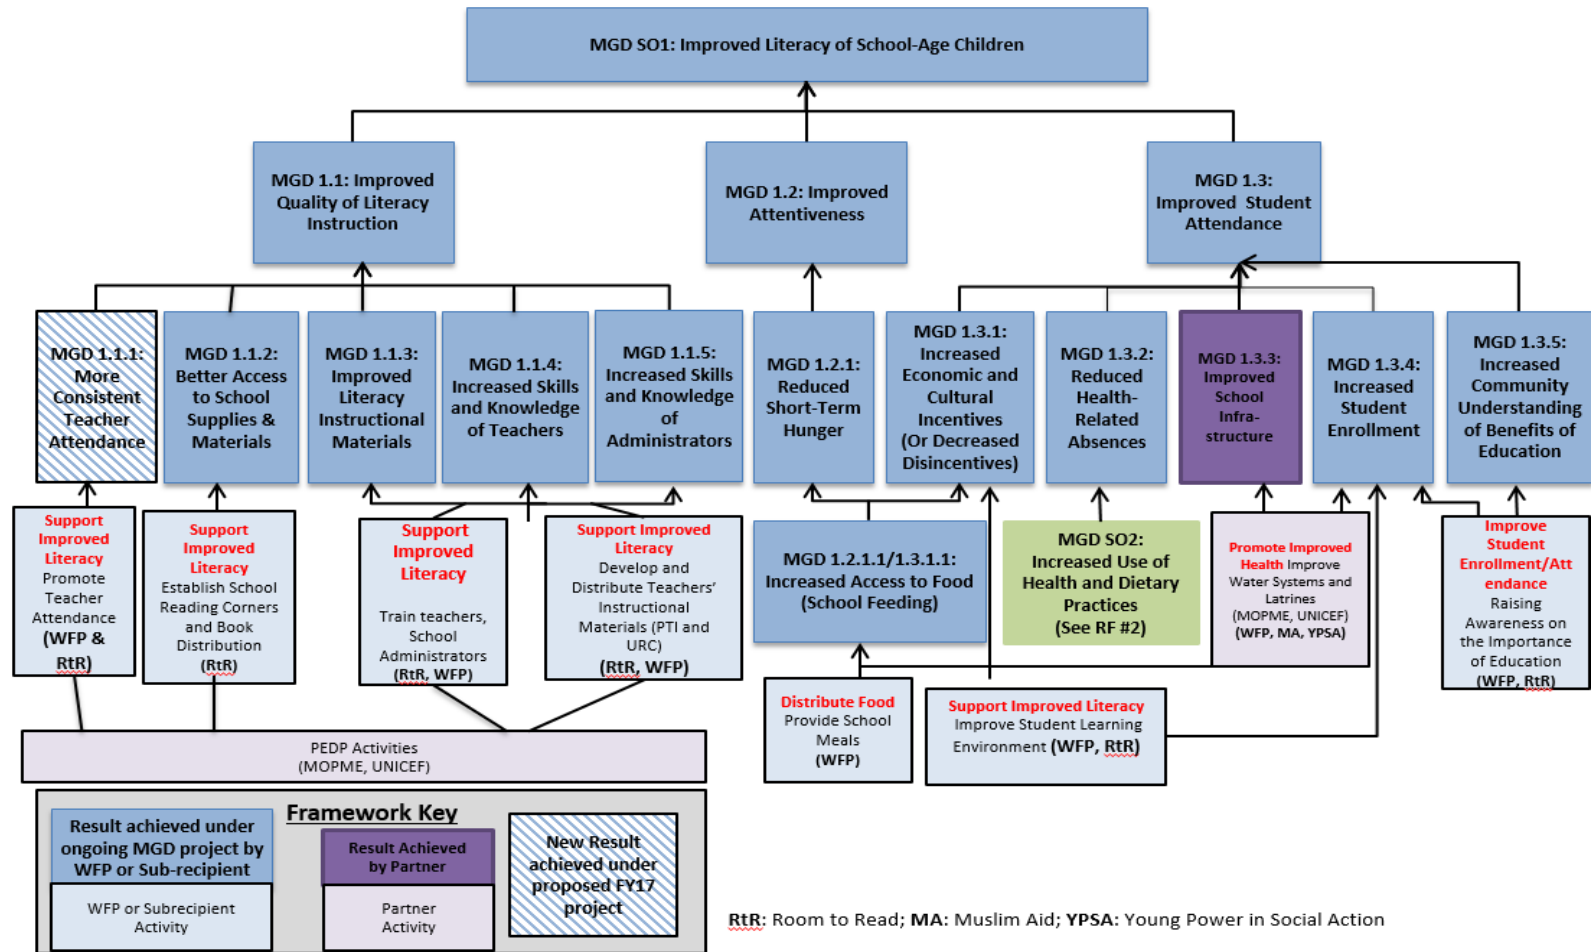 MGD SO1: Improved Literacy of School-Age Children
MGD 1.1: Improved
Quality of Literacy
Instruction
MGD 1.2: Improved
Attentiveness
MGD 1.3:
Improved Student
Attendance
MGD 1.1.1:
More
Consistent
Teacher
Attendance
MGD 1.1.2:
Better Access
to School
Supplies &
Materials
MGD 1.1.3:
Improved
Literacy
Instructional
Materials
MGD 1.1.4:
Increased Skills
and Knowledge
of Teachers
MGD 1.1.5:
Increased Skills
and Knowledge
of
Administrators
MGD 1.2.1:
Reduced
Short-Term
Hunger
MGD 1.3.1:
Increased
Economic and
Cultural
Incentives
(Or Decreased
Disincentives)
MGD 1.3.2:
Reduced
Health-
Related
Absences
MGD 1.3.3:
Improved
School
Infra-
structure
MGD 1.3.4:
Increased
Student
Enrollment
MGD 1.3.5:
Increased
Community
Understanding
of Benefits of
Education
Support
Improved
Literacy
Promote
Teacher
Attendance
(WFP &
RtR)
Support
Improved
Literacy
Establish School
Reading Corners
and Book
Distribution
(RtR)
Support
Improved
Literacy
Train teachers,
School
Administrators
(RtR, WFP)
Support Improved
Literacy
Develop and
Distribute Teachers'
Instructional
Materials (PTI and
URC)
(RtR, WFP)
MGD 1.2.1.1/1.3.1.1:
Increased Access to Food
(School Feeding)
MGD SO2:
Increased Use of
Health and Dietary
Practices
(See RF #2)
Promote Improved
Health Improve
Water Systems and
Latrines
(MOPME, UNICEF)
(WFP, MA, YPSA)
Improve
Student
Enrollment/Att
endance
Raising
Awareness on
the Importance
of Education
(WFP, RtR)
Distribute Food
Provide School
Meals
(WFP)
Support Improved Literacy
Improve Student Learning
Environment (WFP, RtR)
PEDP Activities
(MOPME, UNICEF)
Framework Key
Result achieved under
ongoing MGD project by
WFP or Sub-recipient
WFP or Subrecipient
Activity
Result Achieved
by Partner
Partner
Activity
New Result
achieved under
proposed FY17
project
RtR: Room to Read; MA: Muslim Aid; YPSA: Young Power in Social Action